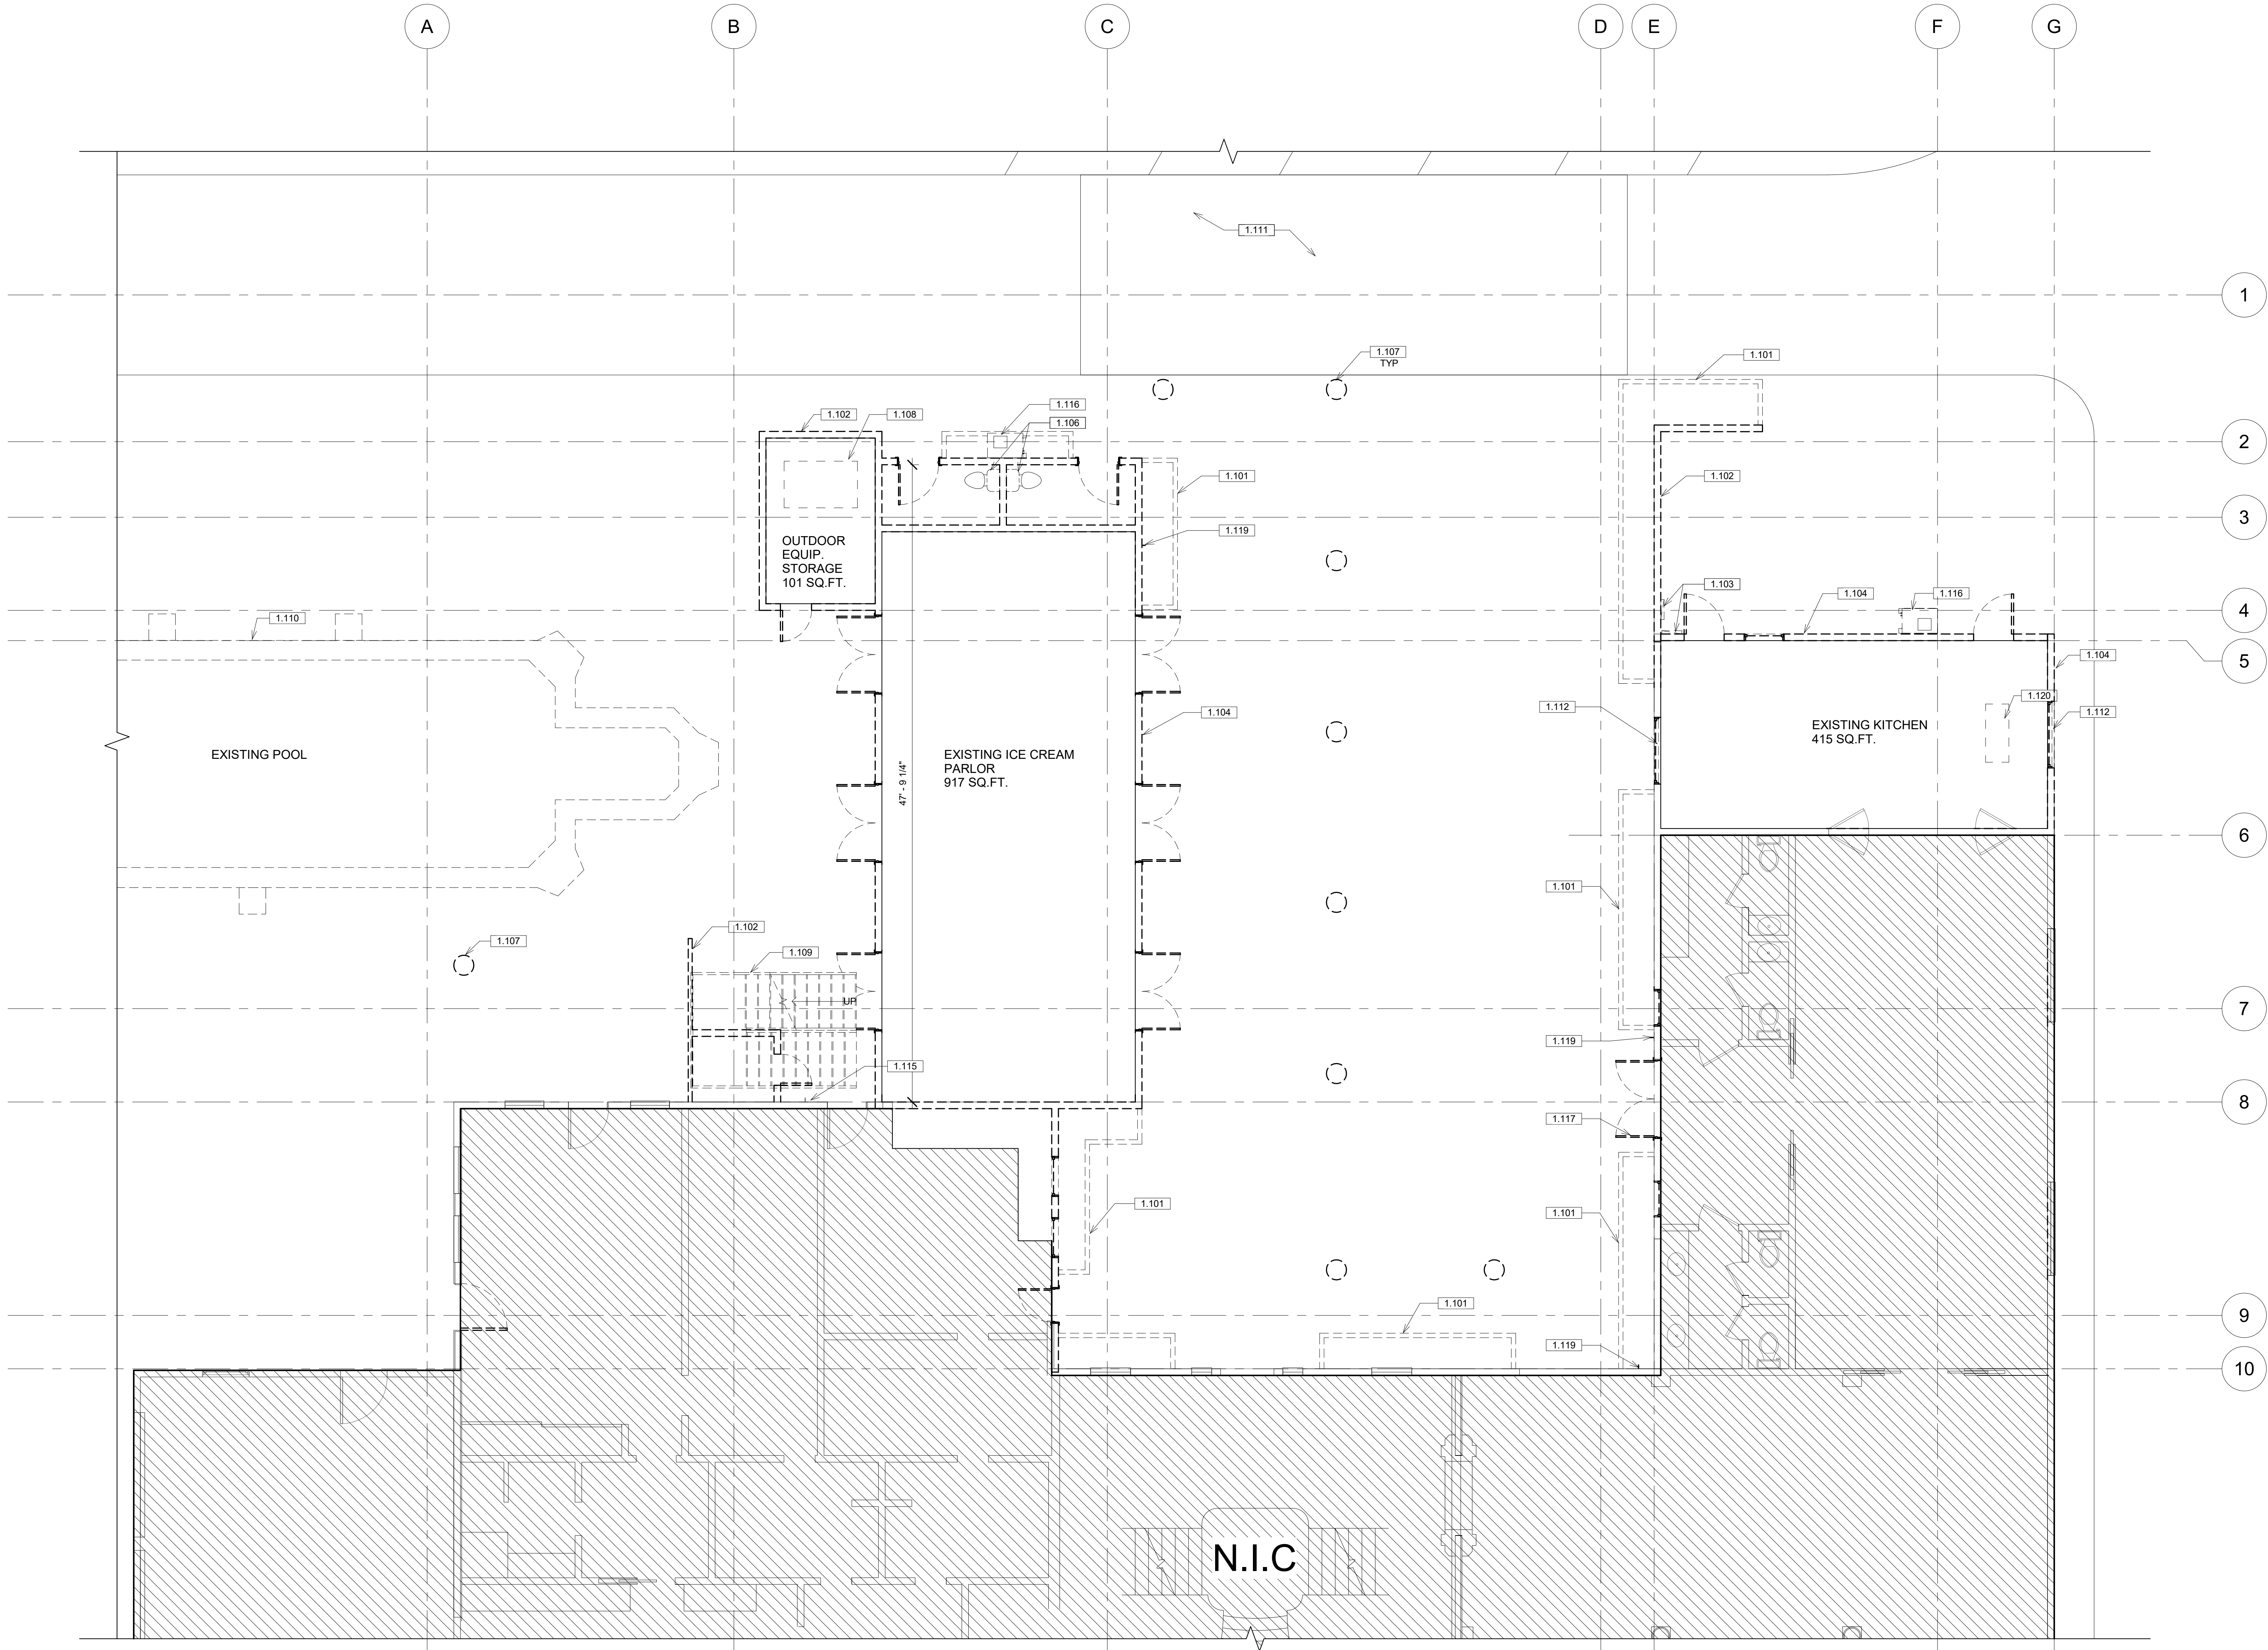 A
B
C
D
E
F
G
1.111
1
1.107
TYP
1.101
1.116
1.102
1.108
1.106
2
1.101
1.102
3
1.119
OUTDOOR
EQUIP.
STORAGE
101 SQ.FT.
1.103
1.104
1.116
4
1.110
1.104
5
1.120
1.112
1.104
1.112
EXISTING KITCHEN
415 SQ.FT.
EXISTING POOL
EXISTING ICE CREAM
PARLOR
917 SQ.FT.
47' - 9 1/4"
6
1.101
1.102
1.107
1.109
UP
7
1.119
1.115
8
1.117
1.101
1.101
1.101
9
1.119
10
N.I.C